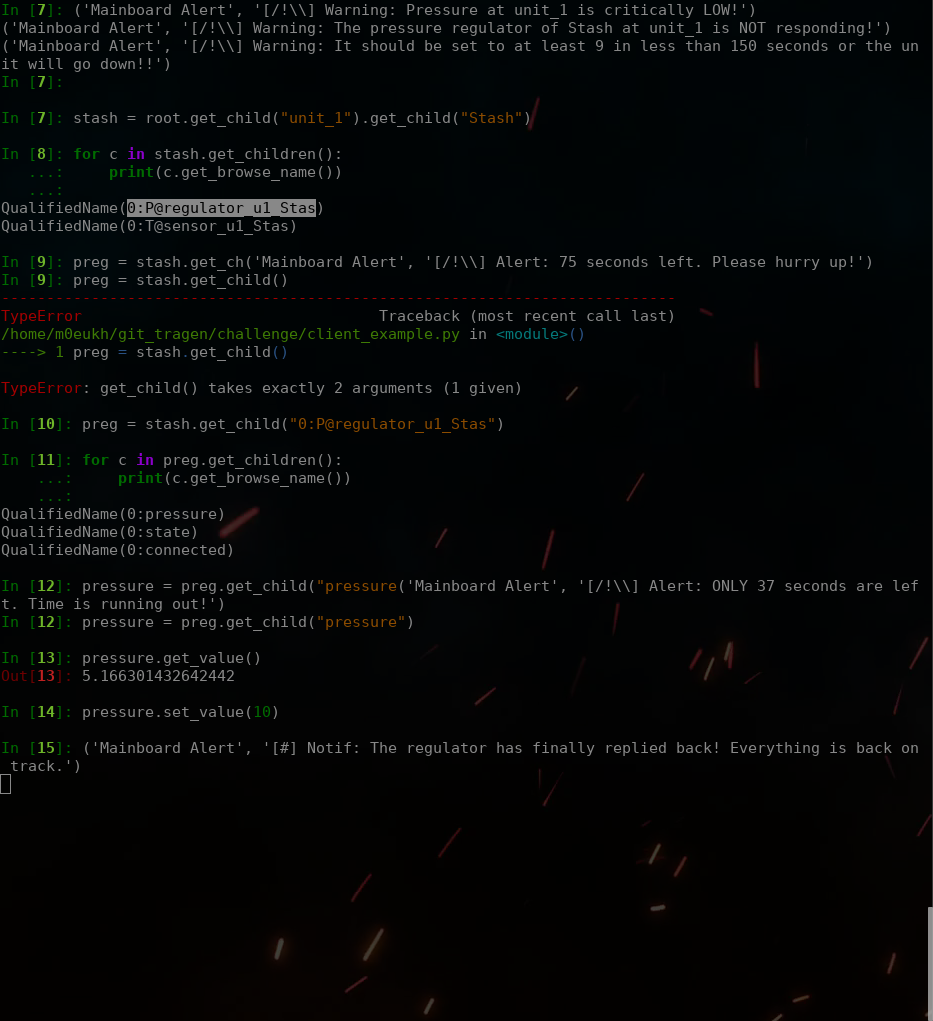 In [7]: ('Mainboard Alert', '[/!\\] Warning: Pressure at unit_1 is critically LOW!')
('Mainboard Alert', '[/!\\] Warning: The pressure regulator of Stash at unit_1 is NOT responding!')
('Mainboard Alert', '[/!\\] Warning: It should be set to at least 9 in less than 150 seconds or the un
it will go down!!')
In [7]:
In [7]: stash = root.get_child("unit_1").get_child("Stash")
In [8]: for c in stash.get_children():
   ...:     print(c.get_browse_name())
   ...:
QualifiedName(0:P@regulator_u1_Stas)
QualifiedName(0:T@sensor_u1_Stas)
In [9]: preg = stash.get_ch('Mainboard Alert', '[/!\\] Alert: 75 seconds left. Please hurry up!')
In [9]: preg = stash.get_child()
---------------------------------------------------------------------------
TypeError                                 Traceback (most recent call last)
/home/m0eukh/git_tragen/challenge/client_example.py in <module>()
----> 1 preg = stash.get_child()
TypeError: get_child() takes exactly 2 arguments (1 given)
In [10]: preg = stash.get_child("0:P@regulator_u1_Stas")
In [11]: for c in preg.get_children():
    ...:     print(c.get_browse_name())
    ...:
QualifiedName(0:pressure)
QualifiedName(0:state)
QualifiedName(0:connected)
In [12]: pressure = preg.get_child("pressure('Mainboard Alert', '[/!\\] Alert: ONLY 37 seconds are lef
t. Time is running out!')
In [12]: pressure = preg.get_child("pressure")
In [13]: pressure.get_value()
Out[13]: 5.166301432642442
In [14]: pressure.set_value(10)
In [15]: ('Mainboard Alert', '[#] Notif: The regulator has finally replied back! Everything is back on
 track.')